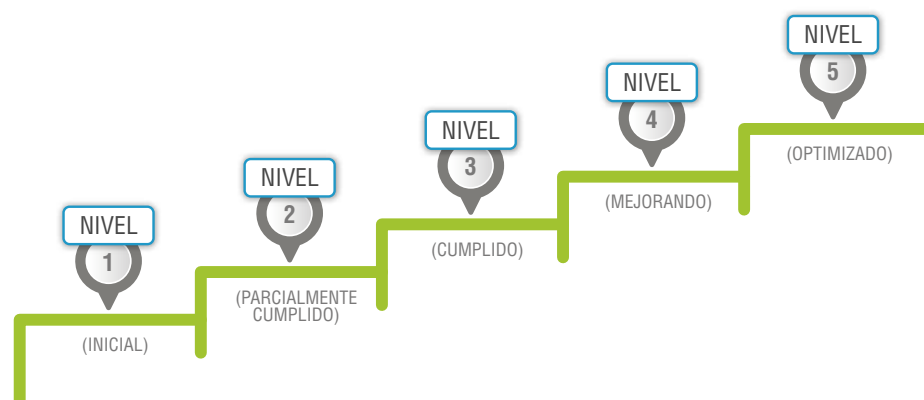 NIVEL
1
(INICIAL)
NIVEL
2
(PARCIALMENTE
CUMPLIDO)
NIVEL
3
(CUMPLIDO)
NIVEL
4
(MEJORANDO)
NIVEL
5
(OPTIMIZADO)